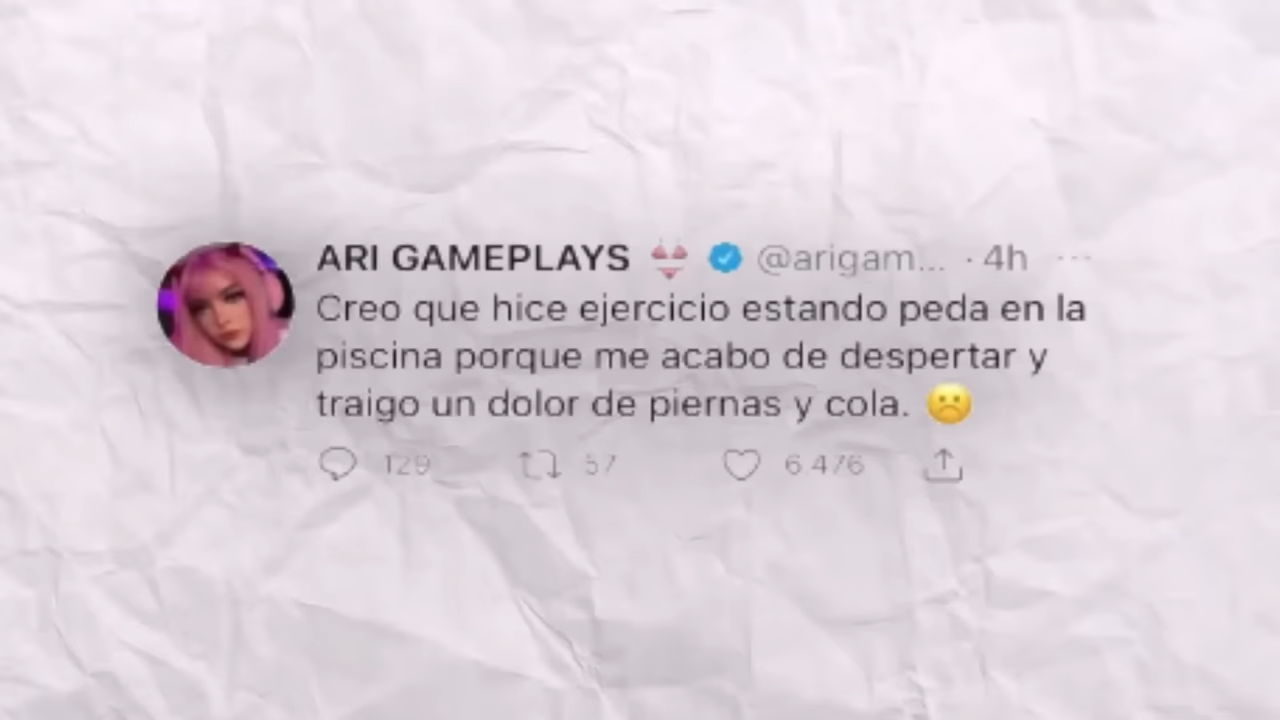 ARI GAMEPLAYS 👙 @arigam... · 4h ...
Creo que hice ejercicio estando peda en la
piscina porque me acabo de despertar y
traigo un dolor de piernas y cola. ☹️
129 57 6 476